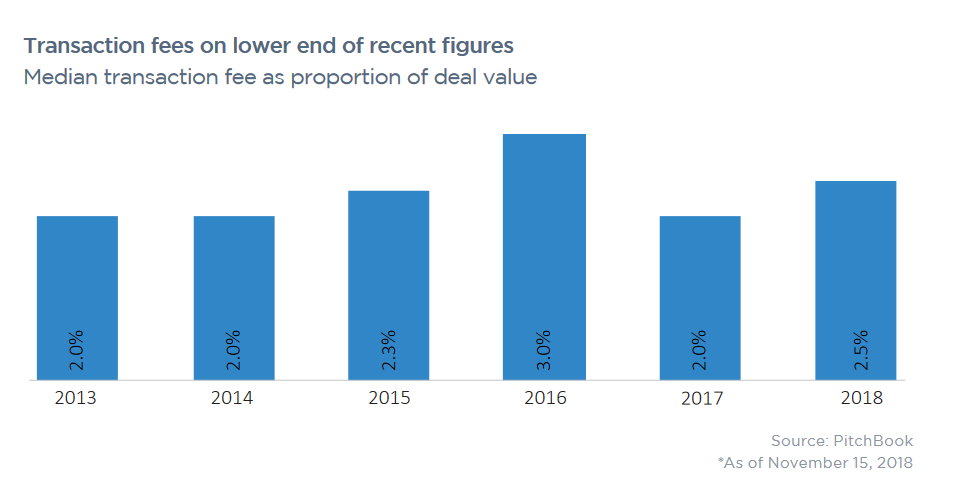 Transaction fees on lower end of recent figures
Median transaction fee as proportion of deal value
2.0%
2.0%
2.3%
3.0%
2.0%
2.5%
2013 2014 2015 2016 2017 2018
Source: PitchBook
*As of November 15, 2018